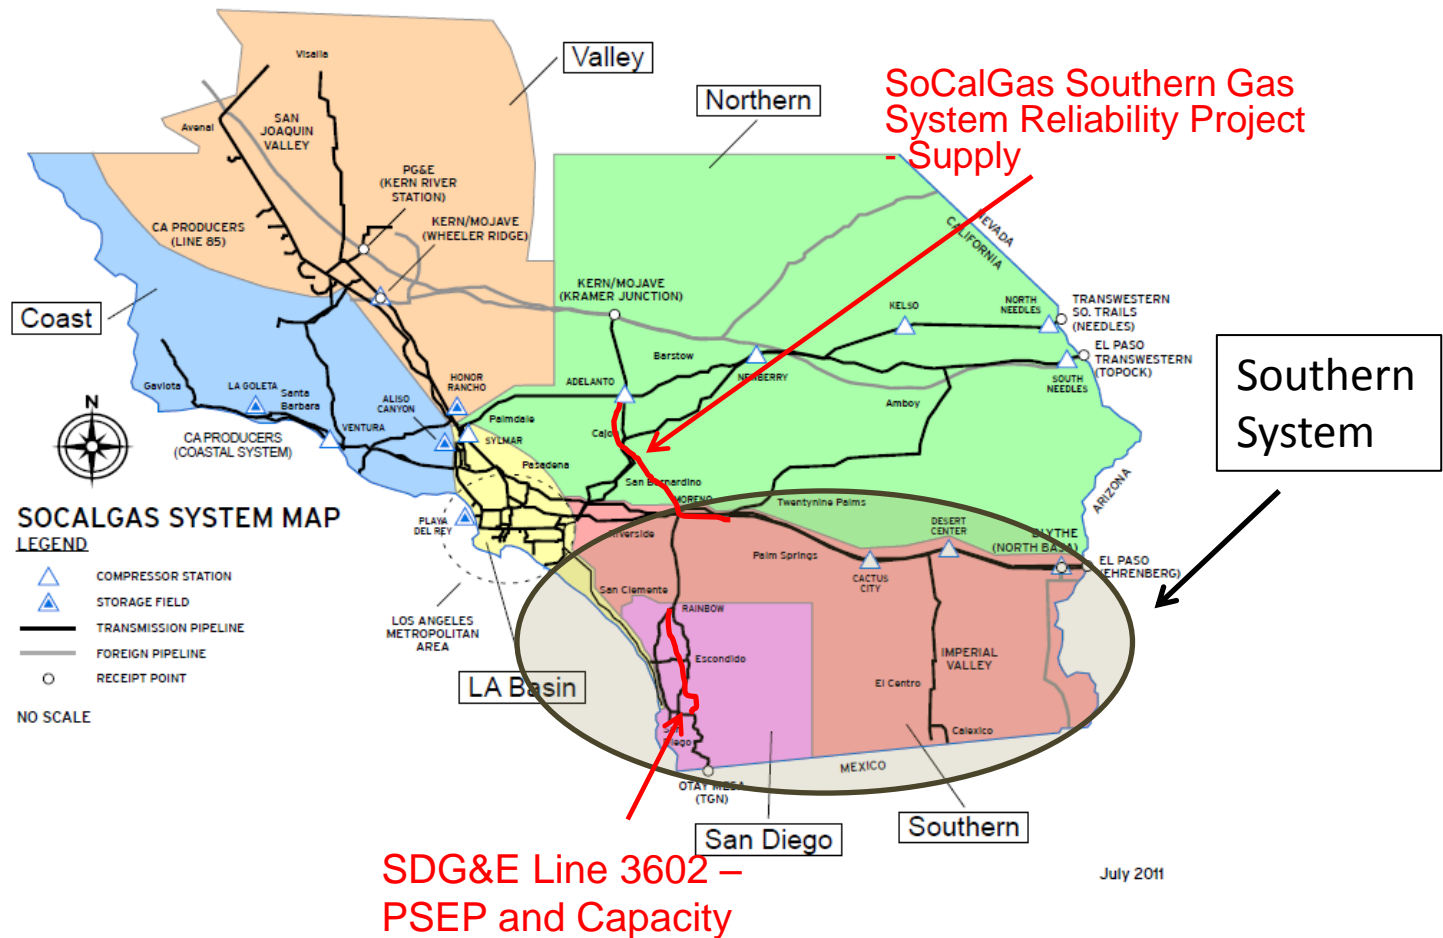 Visalia
Valley
SoCalGas Southern Gas
System Reliability Project
- Supply
Northern
Avenal
SAN
JOAQUIN
VALLEY
PG&E
(KERN RIVER
STATION)
CA PRODUCERS
(LINE 85)
KERN/MOJAVE
(WHEELER RIDGE)
NEVADA
CALIFORNIA
KERN/MOJAVE
(KRAMER JUNCTION)
KELSO
NORTH
NEEDLES
TRANSWESTERN
SO. TRAILS
(NEEDLES)
Coast
EL PASO
TRANSWESTERN
(TOPOCK)
Barstow
NEWBERRY
SOUTH
NEEDLES
Southern
System
Gaviota
LA GOLETA
Santa
Barbara
HONOR
RANCHO
ADELANTO
Amboy
ALISO
CANYON
Palmdale
N
VENTURA
SYLMAR
Cajon
CA PRODUCERS
(COASTAL SYSTEM)
Pasadena
San Bernardino
ARIZONA
MORENO
Twentynine Palms
SOCALGAS SYSTEM MAP
LEGEND
PLAYA
DEL REY
Riverside
DESERT
CENTER
BLYTHE
(NORTH BAJA)
Palm Springs
EL PASO
(EHRENBERG)
COMPRESSOR STATION
CACTUS
CITY
STORAGE FIELD
San Clemente
RAINBOW
TRANSMISSION PIPELINE
LOS ANGELES
METROPOLITAN
AREA
FOREIGN PIPELINE
Escondido
IMPERIAL
VALLEY
RECEIPT POINT
LA Basin
El Centro
NO SCALE
San
Diego
Calexico
MEXICO
OTAY MESA
(TGN)
San Diego
Southern
SDG&E Line 3602 –
PSEP and Capacity
July 2011